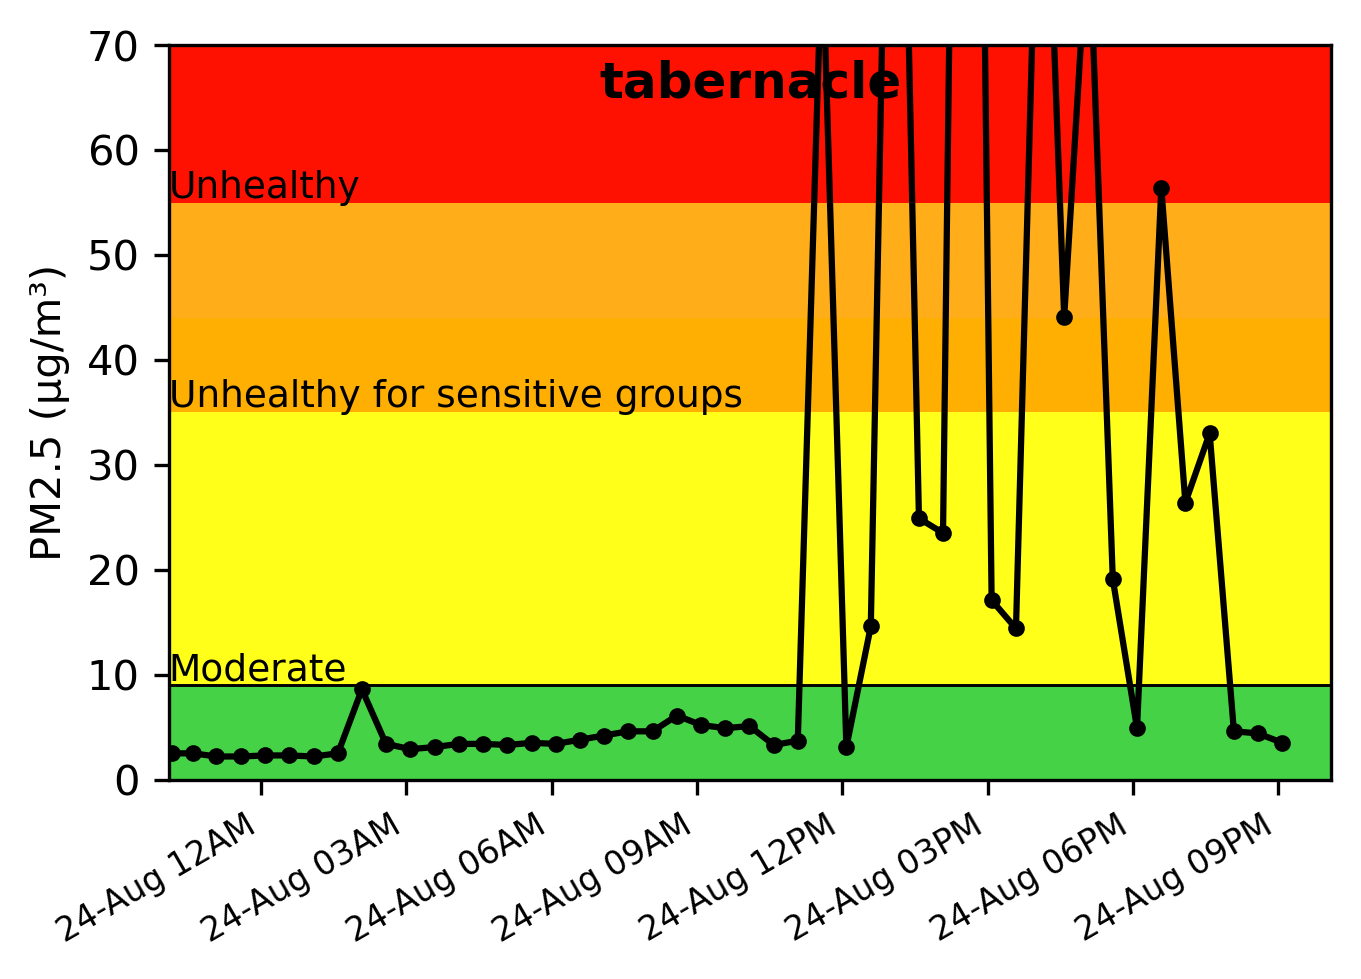 tabernacle
PM2.5 (µg/m³)
70
60
50
40
30
20
10
0
Unhealthy
Unhealthy for sensitive groups
Moderate
24-Aug 12AM
24-Aug 03AM
24-Aug 06AM
24-Aug 09AM
24-Aug 12PM
24-Aug 03PM
24-Aug 06PM
24-Aug 09PM